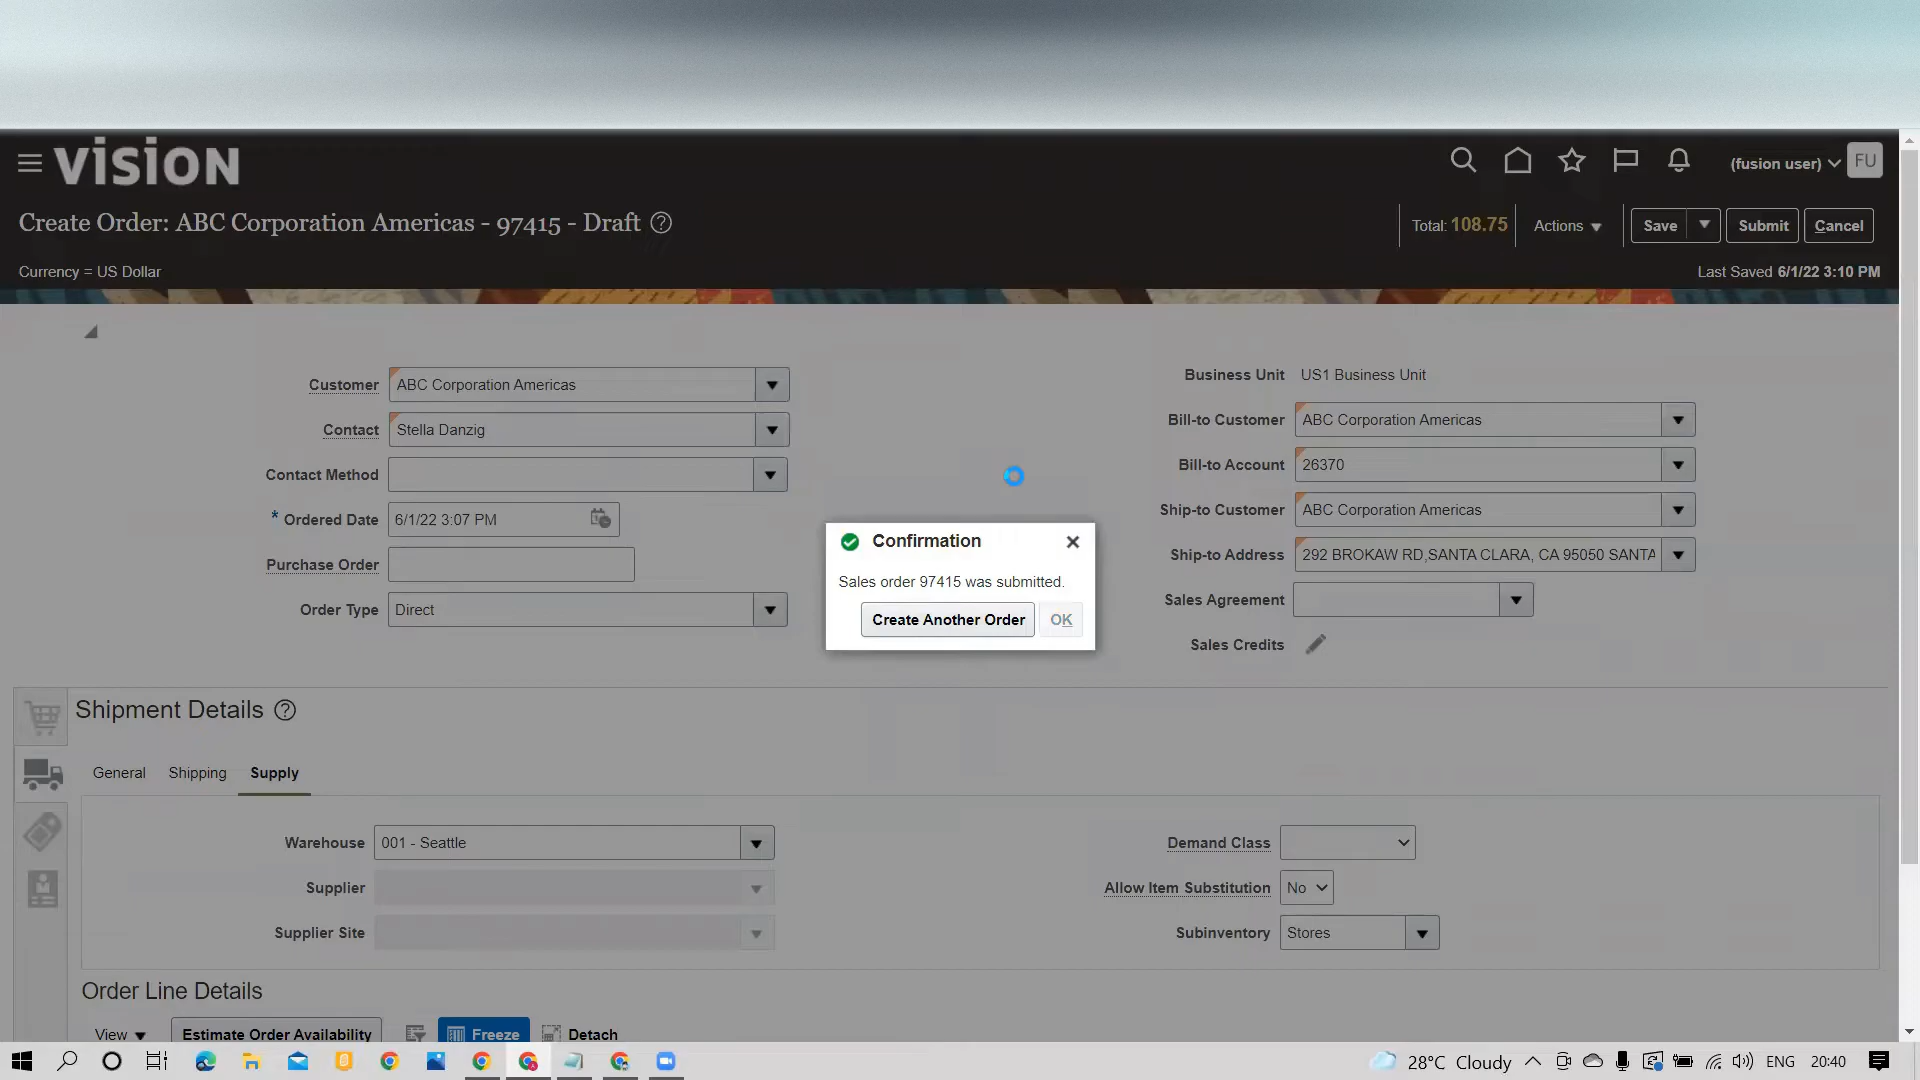 vision
(fusion user)
FU
Create Order: ABC Corporation Americas - 97415 - Draft ?
Total: 108.75
Actions
Save
Submit
Cancel
Currency = US Dollar
Last Saved 6/1/22 3:10 PM
Customer ABC Corporation Americas
Contact Stella Danzig
Contact Method
* Ordered Date 6/1/22 3:07 PM
Purchase Order
Order Type Direct
Business Unit US1 Business Unit
Bill-to Customer ABC Corporation Americas
Bill-to Account 26370
Ship-to Customer ABC Corporation Americas
Ship-to Address 292 BROKAW RD,SANTA CLARA, CA 95050 SANTA
Sales Agreement
Sales Credits
Confirmation
Sales order 97415 was submitted.
Create Another Order OK
Shipment Details ?
General Shipping Supply
Warehouse 001 - Seattle
Supplier
Supplier Site
Demand Class
Allow Item Substitution No
Subinventory Stores
Order Line Details
View Estimate Order Availability Freeze Detach
28°C Cloudy ENG 20:40